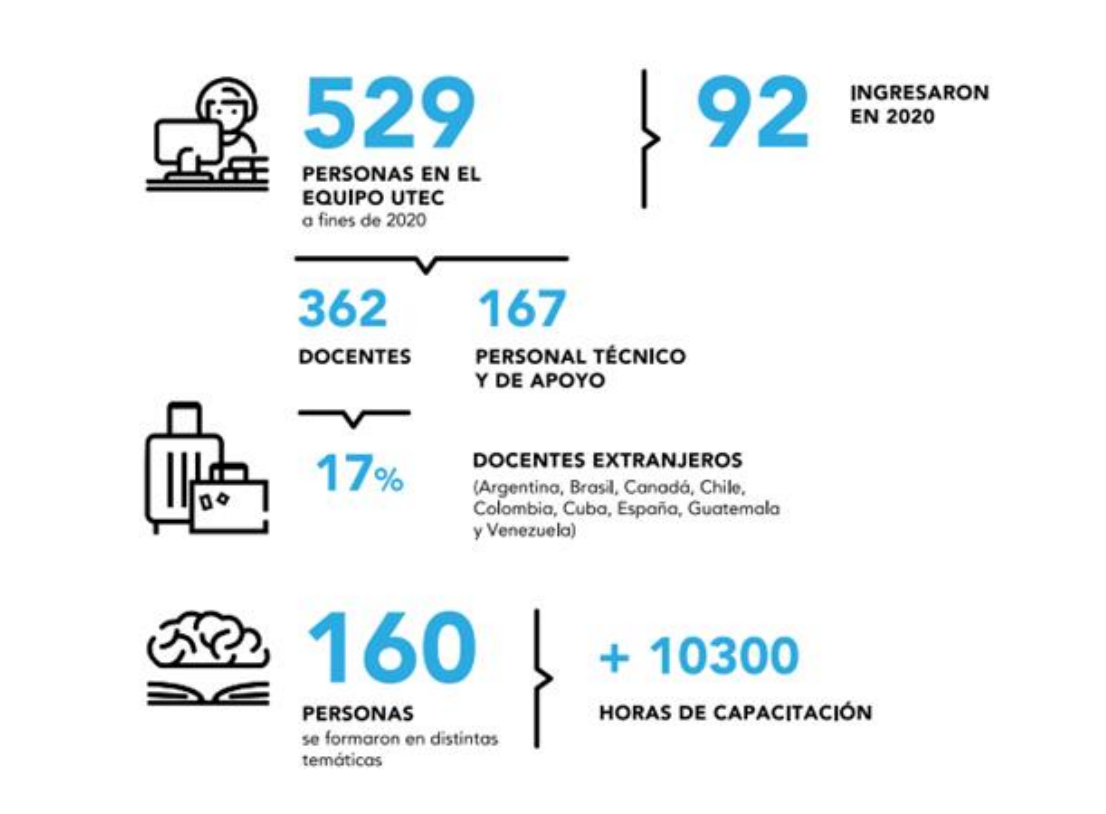 529
PERSONAS EN EL
EQUIPO UTEC
a fines de 2020
92
INGRESARON
EN 2020
362
DOCENTES
167
PERSONAL TÉCNICO
Y DE APOYO
17%
DOCENTES EXTRANJEROS
(Argentina, Brasil, Canadá, Chile,
Colombia, Cuba, España, Guatemala
y Venezuela)
160
PERSONAS
se formaron en distintas
temáticas
+ 10300
HORAS DE CAPACITACIÓN